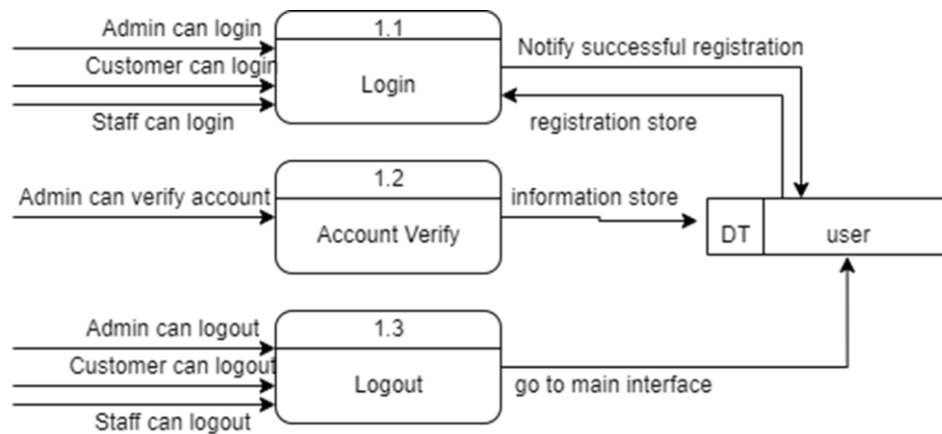 Admin can login
1.1
Notify successful registration
Customer can login
Login
Staff can login
registration store
1.2
Admin can verify account
information store
Account Verify
DT
user
Admin can logout
1.3
Customer can logout
Logout
go to main interface
Staff can logout